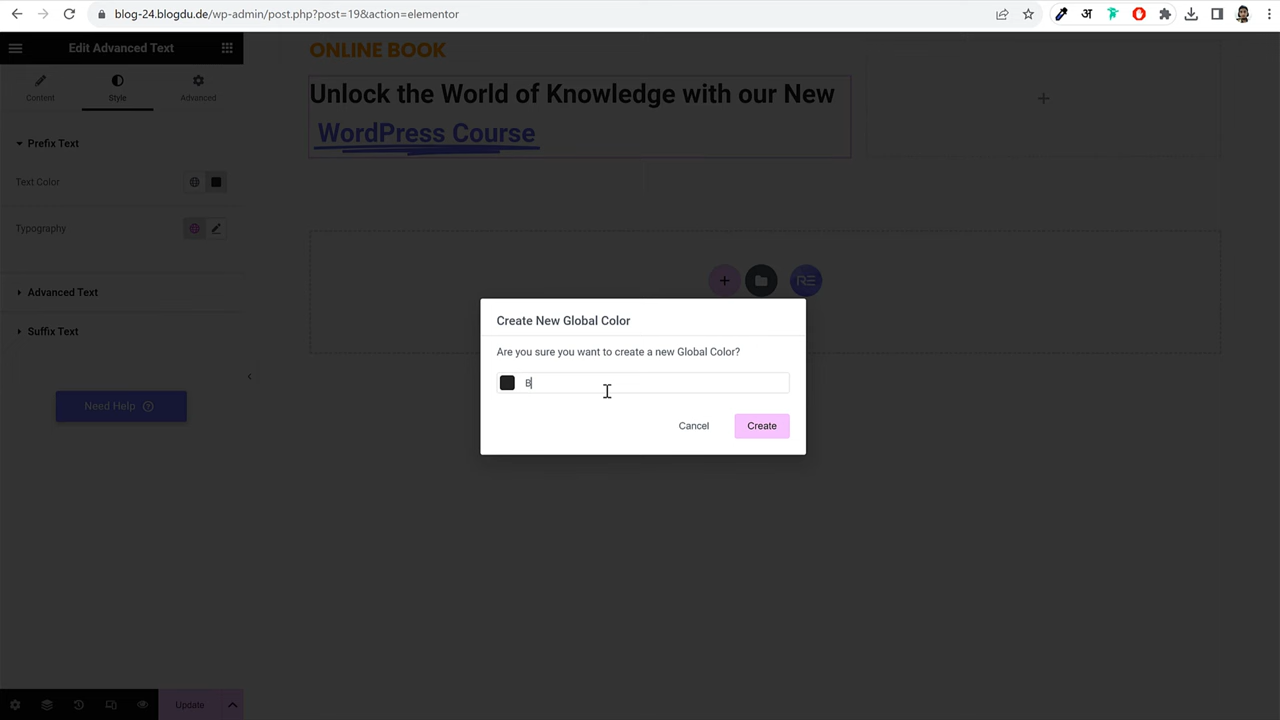 blog-24.blogdu.de/wp-admin/post.php?post=19&action=elementor
अ
Edit Advanced Text
Content
Style
Advanced
Prefix Text
Text Color
Typography
Advanced Text
Suffix Text
Need Help ?
Update
ONLINE BOOK
Unlock the World of Knowledge with our New
WordPress Course
RE
Create New Global Color
Are you sure you want to create a new Global Color?
B
Cancel
Create